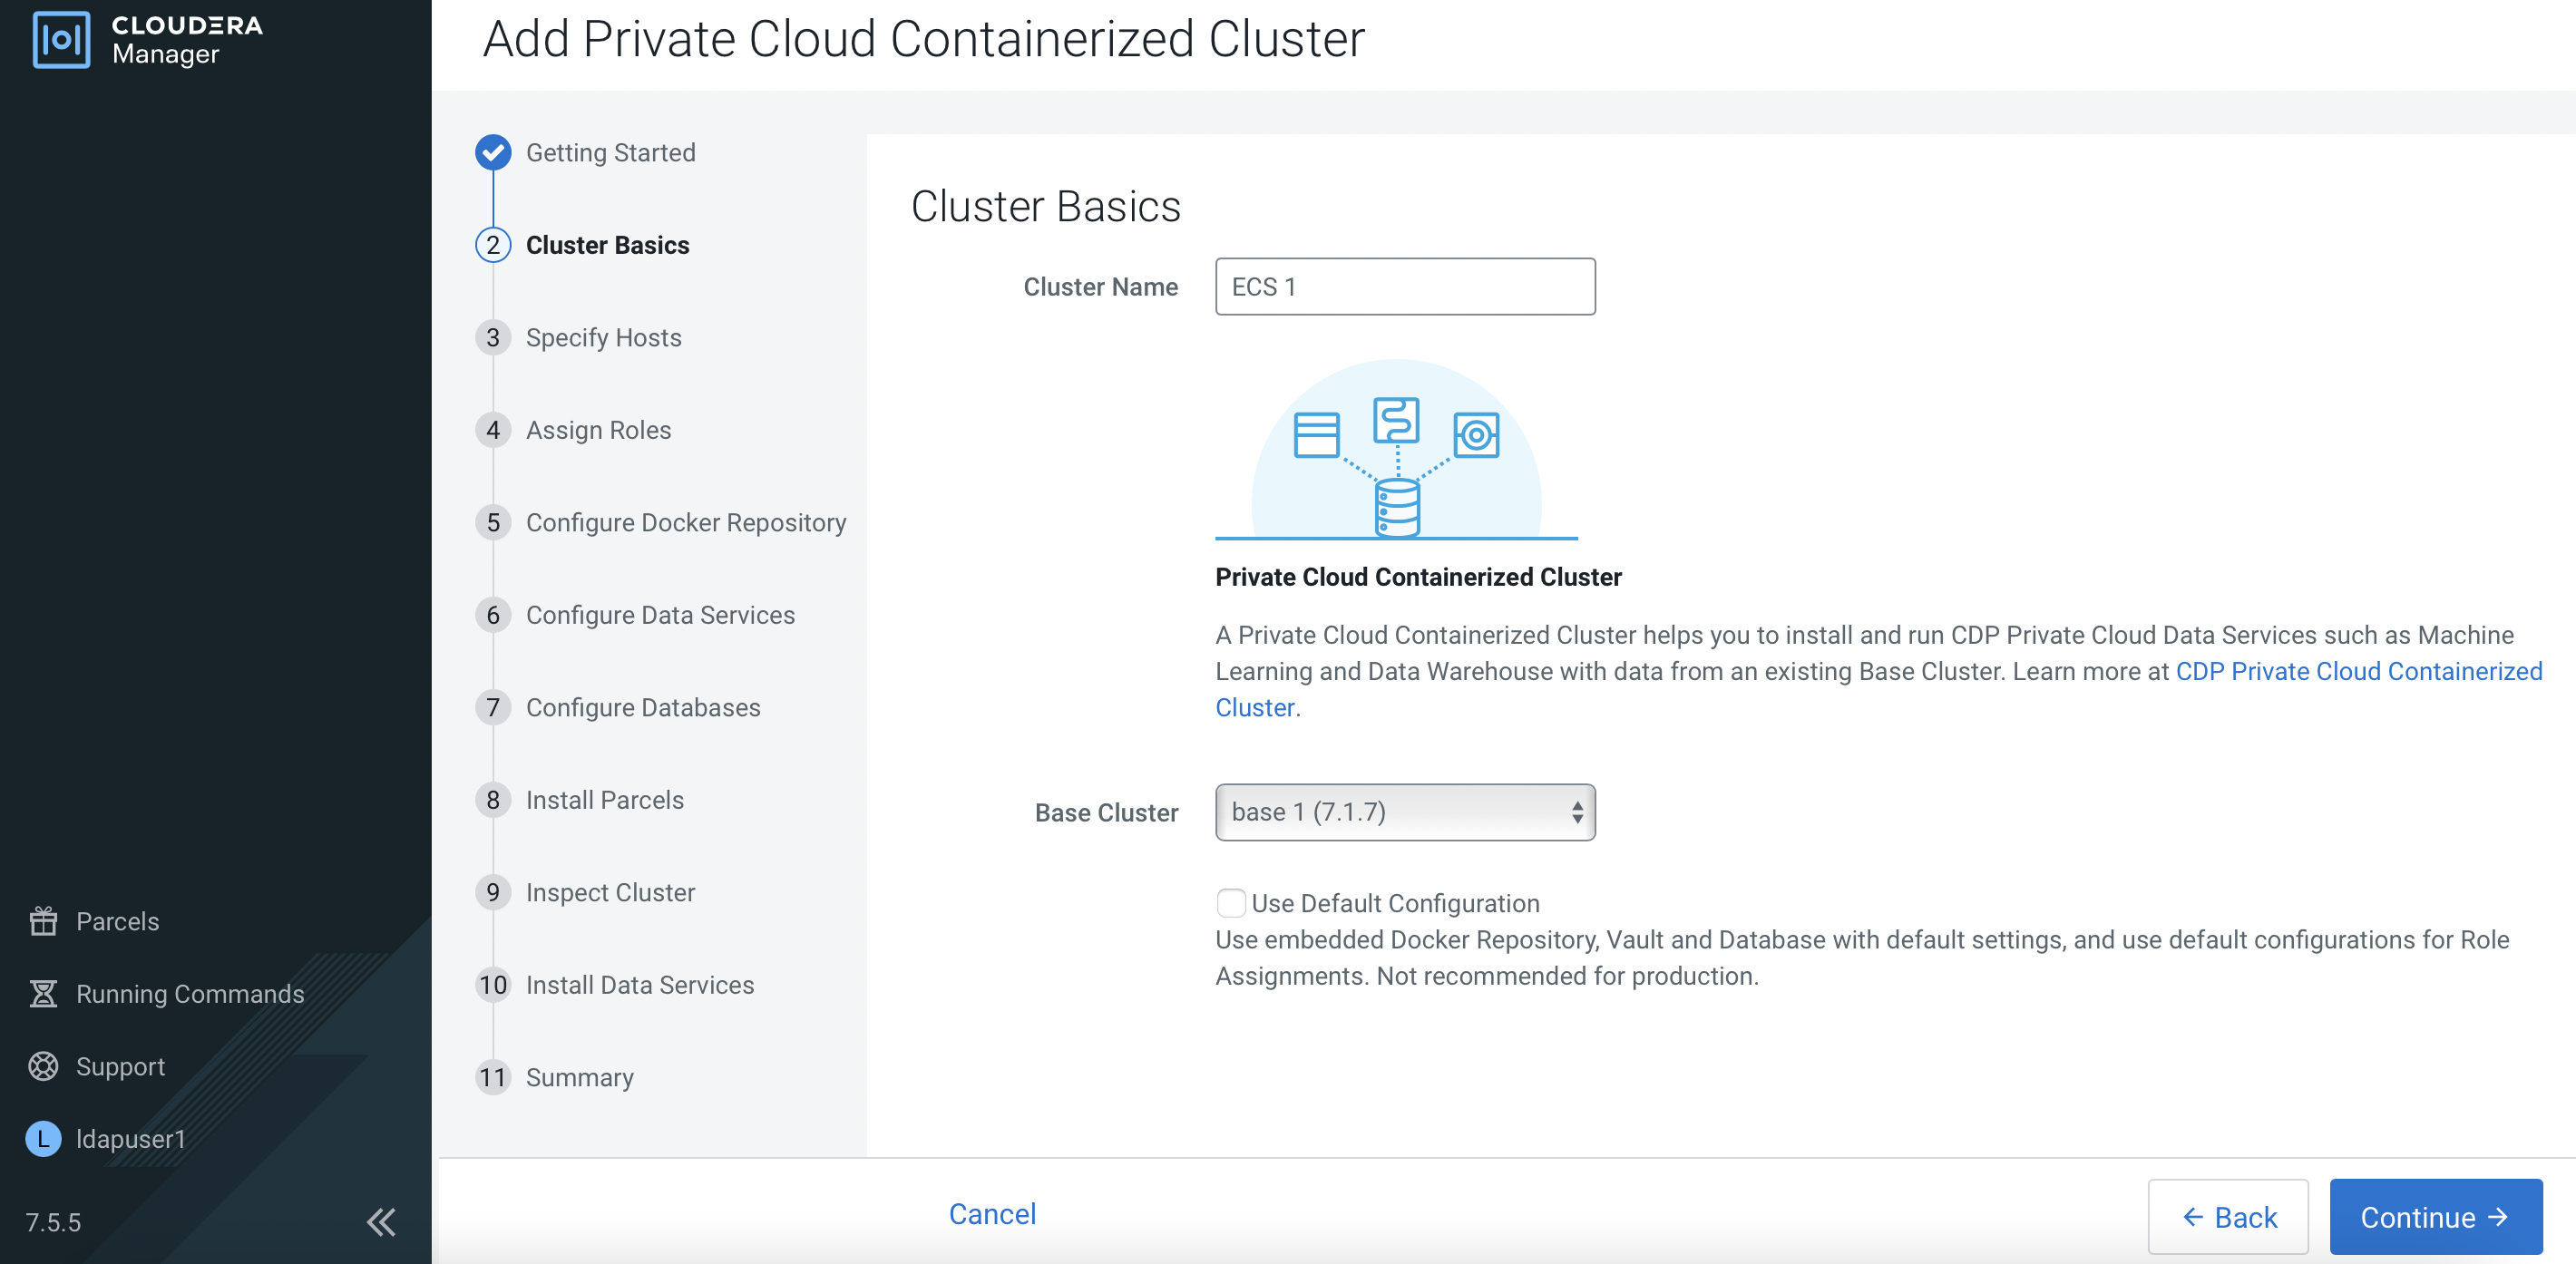 CLOUDERA
Manager
Parcels
Running Commands
Support
L ldapuser1
7.5.5
Add Private Cloud Containerized Cluster
Getting Started
2 Cluster Basics
3 Specify Hosts
4 Assign Roles
5 Configure Docker Repository
6 Configure Data Services
7 Configure Databases
8 Install Parcels
9 Inspect Cluster
10 Install Data Services
11 Summary
Cluster Basics
Cluster Name ECS 1
Private Cloud Containerized Cluster
A Private Cloud Containerized Cluster helps you to install and run CDP Private Cloud Data Services such as Machine
Learning and Data Warehouse with data from an existing Base Cluster. Learn more at CDP Private Cloud Containerized
Cluster.
Base Cluster base 1 (7.1.7)
Use Default Configuration
Use embedded Docker Repository, Vault and Database with default settings, and use default configurations for Role
Assignments. Not recommended for production.
Cancel
← Back
Continue →